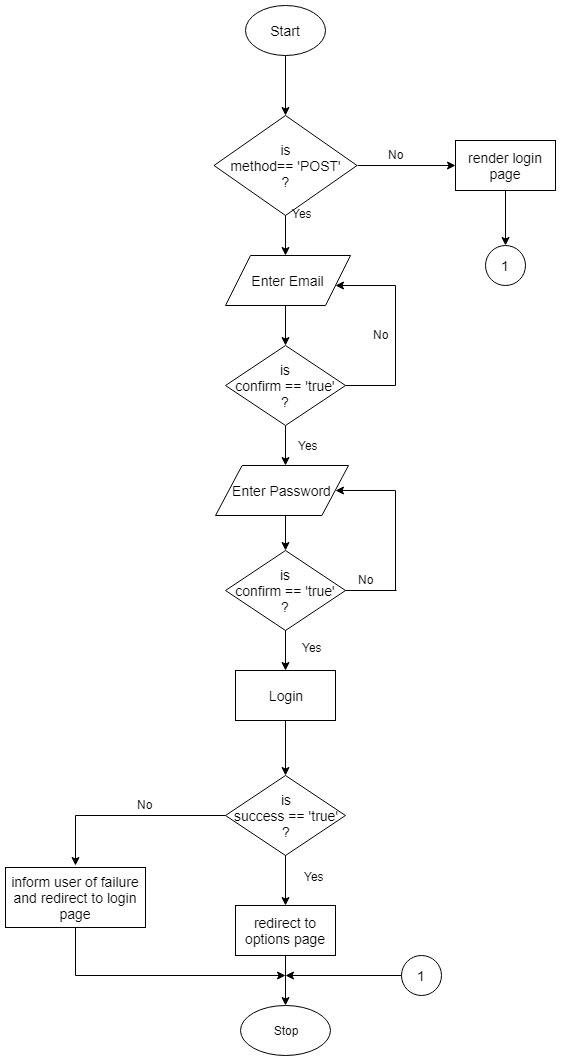 Start
is
method== 'POST'
?
No
render login
page
Yes
1
Enter Email
No
is
confirm == 'true'
?
Yes
Enter Password
is
confirm == 'true'
?
No
Yes
Login
is
success == 'true'
?
No
Yes
inform user of failure
and redirect to login
page
redirect to
options page
1
Stop